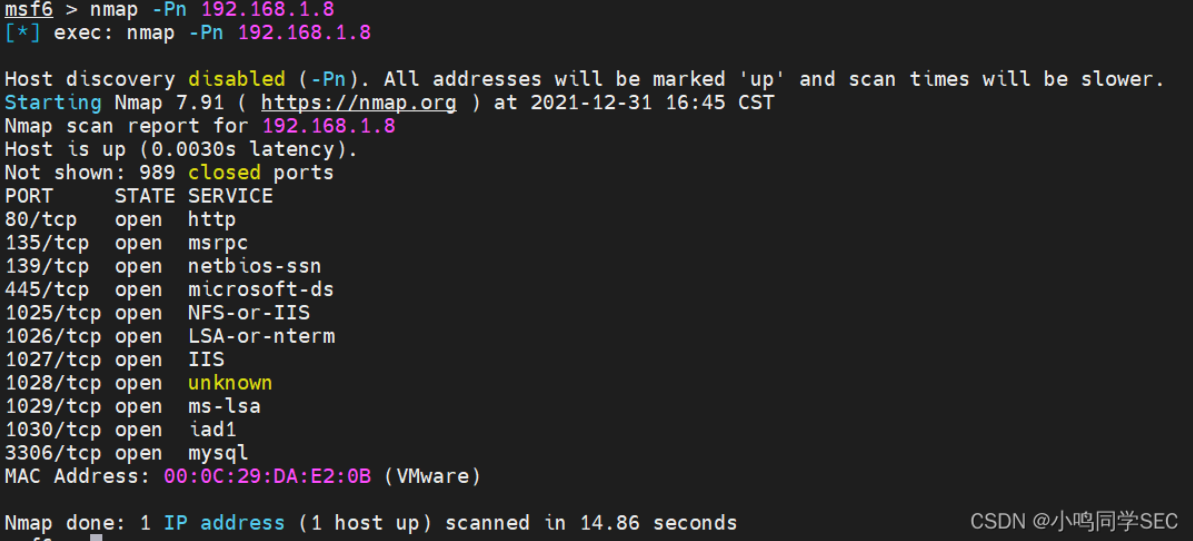 msf6 > nmap -Pn 192.168.1.8
[*] exec: nmap -Pn 192.168.1.8
Host discovery disabled (-Pn). All addresses will be marked 'up' and scan times will be slower.
Starting Nmap 7.91 ( https://nmap.org ) at 2021-12-31 16:45 CST
Nmap scan report for 192.168.1.8
Host is up (0.0030s latency).
Not shown: 989 closed ports
PORT     STATE SERVICE
80/tcp   open  http
135/tcp  open  msrpc
139/tcp  open  netbios-ssn
445/tcp  open  microsoft-ds
1025/tcp open  NFS-or-IIS
1026/tcp open  LSA-or-nterm
1027/tcp open  IIS
1028/tcp open  unknown
1029/tcp open  ms-lsa
1030/tcp open  iad1
3306/tcp open  mysql
MAC Address: 00:0C:29:DA:E2:0B (VMware)
Nmap done: 1 IP address (1 host up) scanned in 14.86 seconds
CSDN @小鸣同学SEC